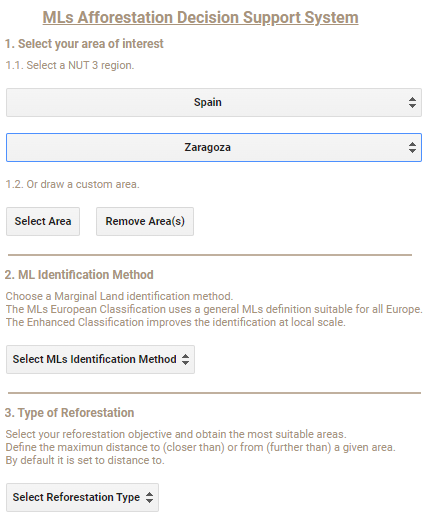 MLs Afforestation Decision Support System
1. Select your area of interest
1.1. Select a NUT 3 region.
Spain
Zaragoza
1.2. Or draw a custom area.
Select Area Remove Area(s)
2. ML Identification Method
Choose a Marginal Land identification method.
The MLs European Classification uses a general MLs definition suitable for all Europe.
The Enhanced Classification improves the identification at local scale.
Select MLs Identification Method
3. Type of Reforestation
Select your reforestation objective and obtain the most suitable areas.
Define the maximun distance to (closer than) or from (further than) a given area.
By default it is set to distance to.
Select Reforestation Type